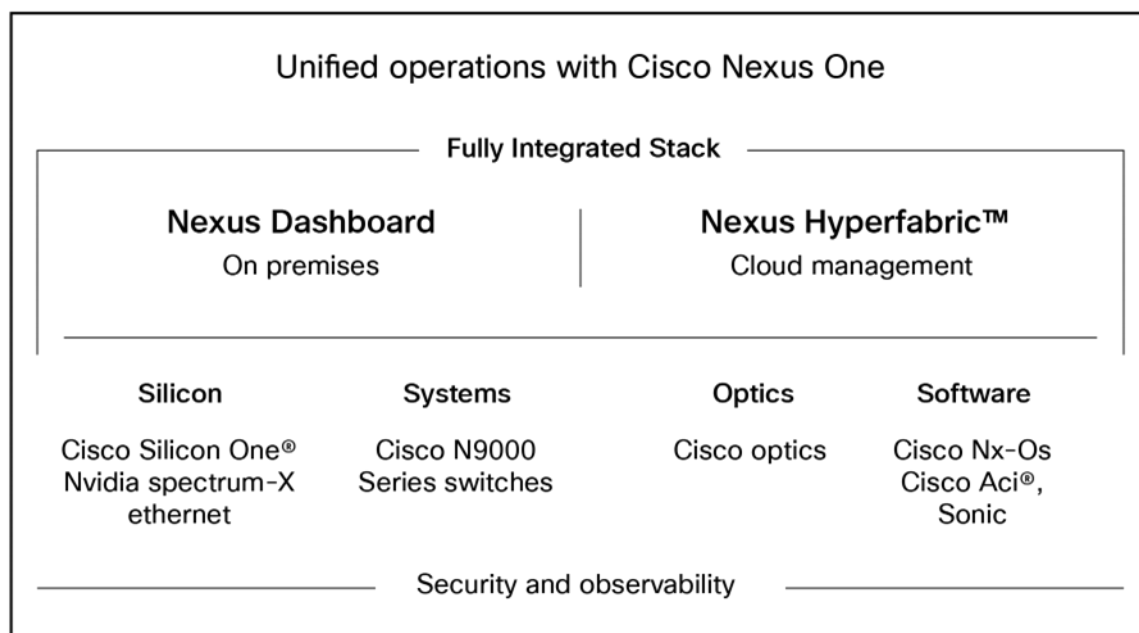 Unified operations with Cisco Nexus One
Fully Integrated Stack
Nexus Dashboard
On premises
Nexus Hyperfabric™
Cloud management
Silicon
Cisco Silicon One®
Nvidia spectrum-X
ethernet
Systems
Cisco N9000
Series switches
Optics
Cisco optics
Software
Cisco Nx-Os
Cisco Aci®,
Sonic
Security and observability